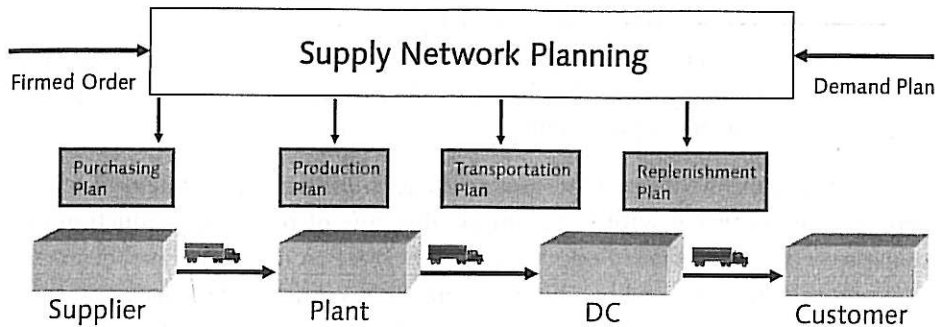 Supply Network Planning
Firmed Order
Demand Plan
Purchasing
Plan
Production
Plan
Transportation
Plan
Replenishment
Plan
Supplier
Plant
DC
Customer